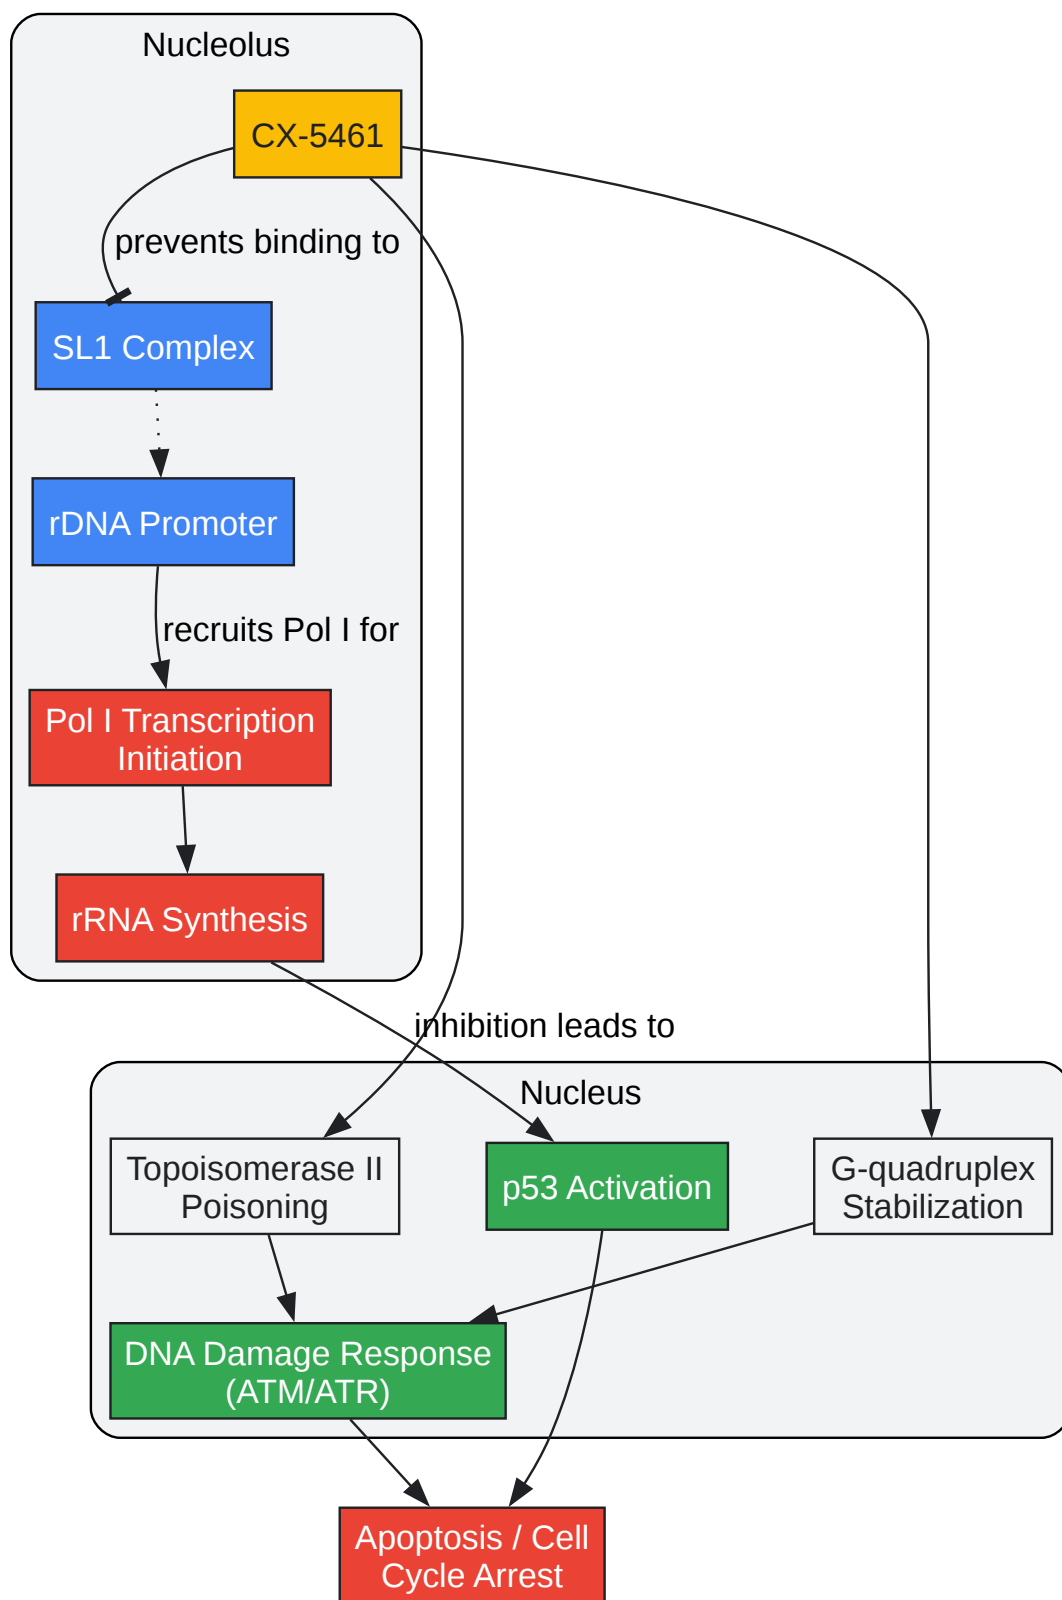 Nucleolus
CX-5461
prevents binding to
SL1 Complex
rDNA Promoter
recruits Pol I for
Pol I Transcription
Initiation
rRNA Synthesis
inhibition leads to
Nucleus
Topoisomerase II
Poisoning
p53 Activation
G-quadruplex
Stabilization
DNA Damage Response
(ATM/ATR)
Apoptosis / Cell
Cycle Arrest